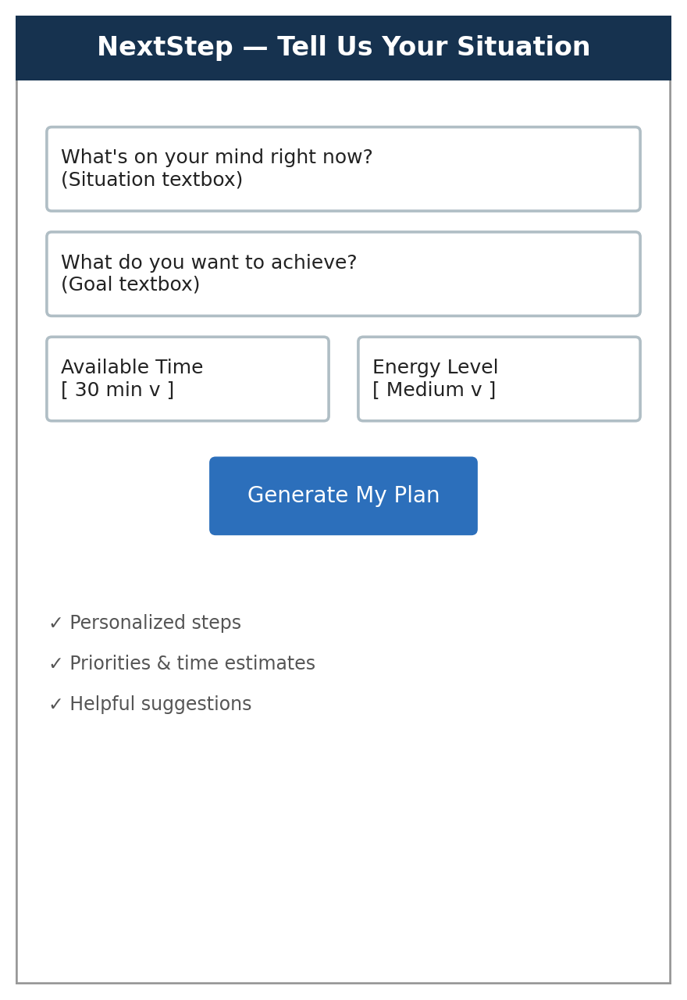 NextStep — Tell Us Your Situation
What's on your mind right now?
(Situation textbox)
What do you want to achieve?
(Goal textbox)
Available Time
[ 30 min v ]
Energy Level
[ Medium v ]
Generate My Plan
✓ Personalized steps
✓ Priorities & time estimates
✓ Helpful suggestions